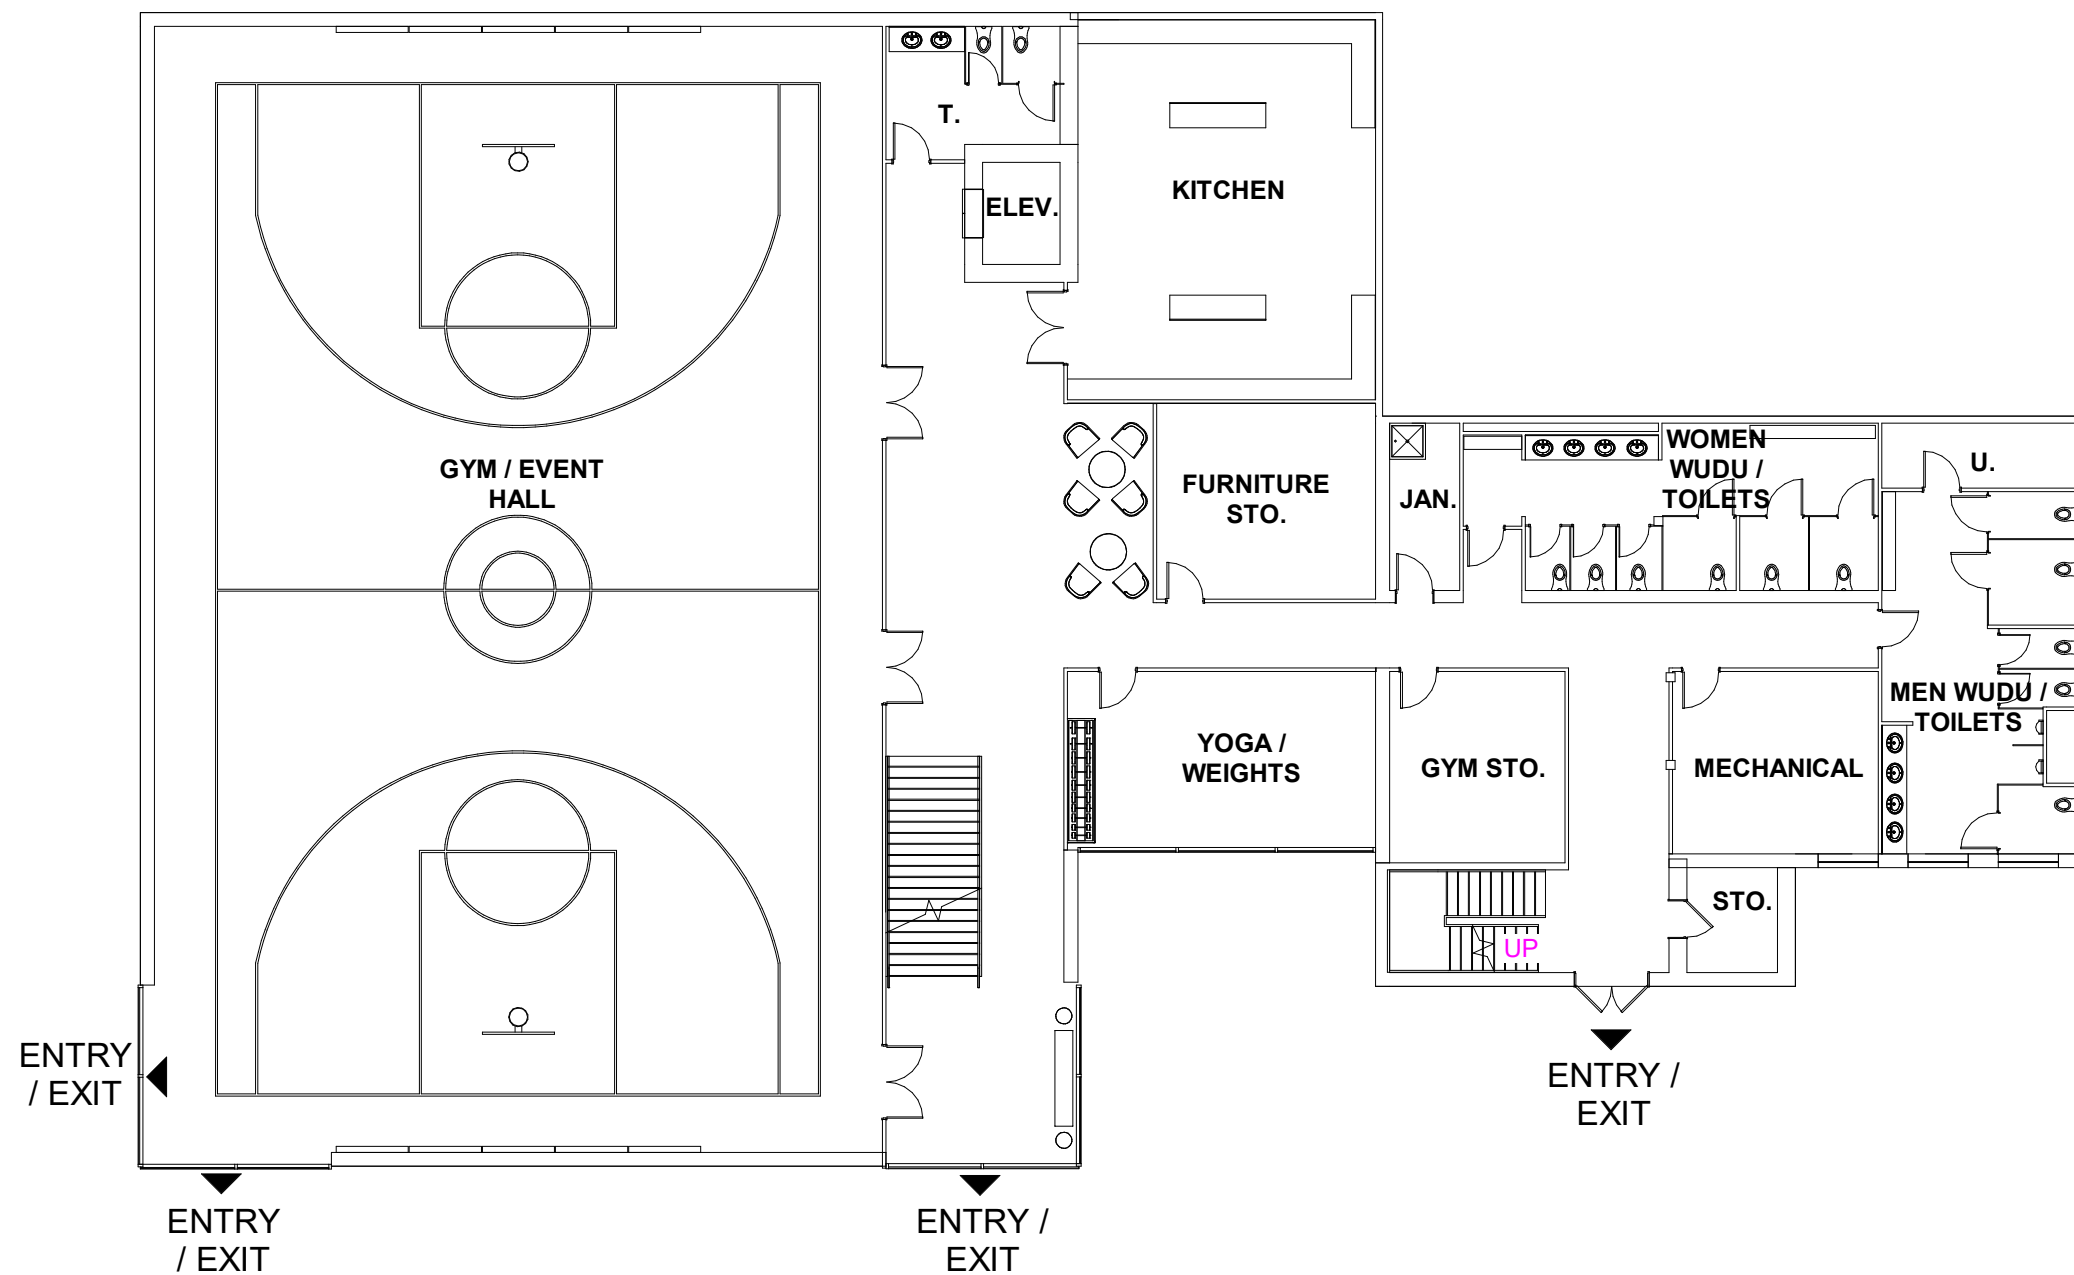 T.
ELEV.
KITCHEN
GYM / EVENT
HALL
FURNITURE
STO.
JAN.
WOMEN
WUDU /
TOILETS
U.
MEN WUDU /
TOILETS
YOGA /
WEIGHTS
GYM STO.
MECHANICAL
STO.
UP
ENTRY
/ EXIT
ENTRY /
EXIT
ENTRY
/ EXIT
ENTRY /
EXIT